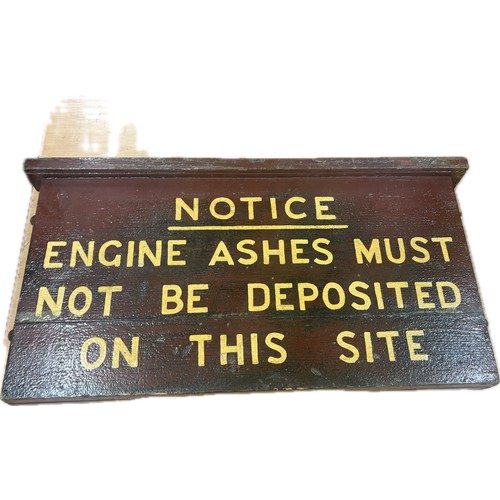 NOTICE
ENGINE ASHES MUST
NOT BE DEPOSITED
ON THIS SITE